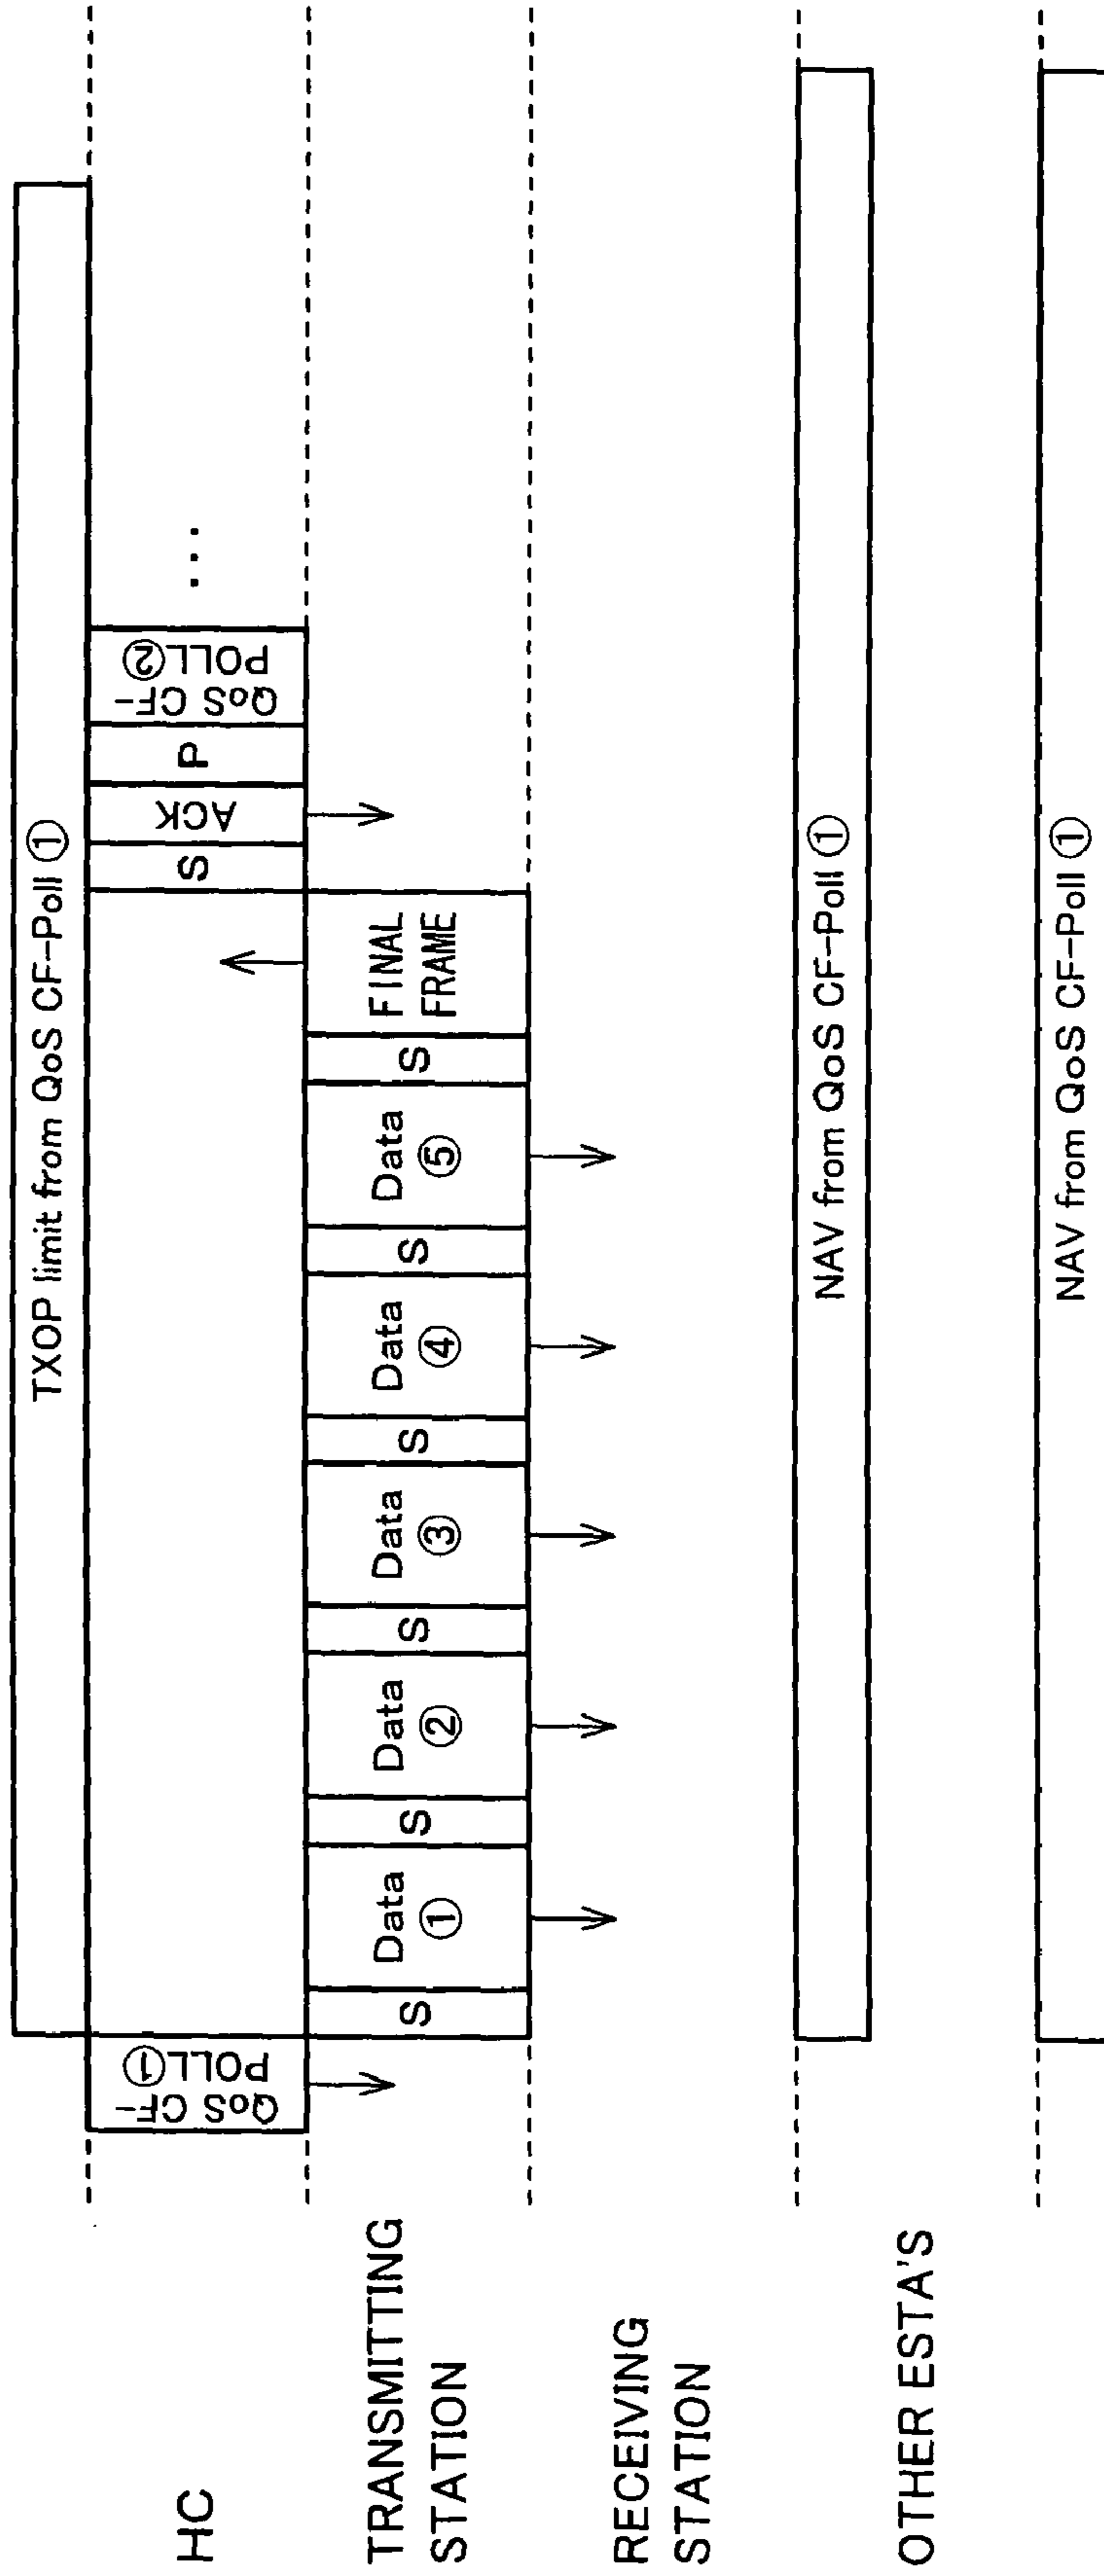 TXOP limit from QoS CF-Poll ①
HC
QoS CF-
POLL①
S
ACK
P
QoS CF-
POLL②
...
TRANSMITTING
STATION
S
Data
①
S
Data
②
S
Data
③
S
Data
④
S
Data
⑤
S
FINAL
FRAME
RECEIVING
STATION
NAV from QoS CF-Poll ①
OTHER ESTA'S
NAV from QoS CF-Poll ①